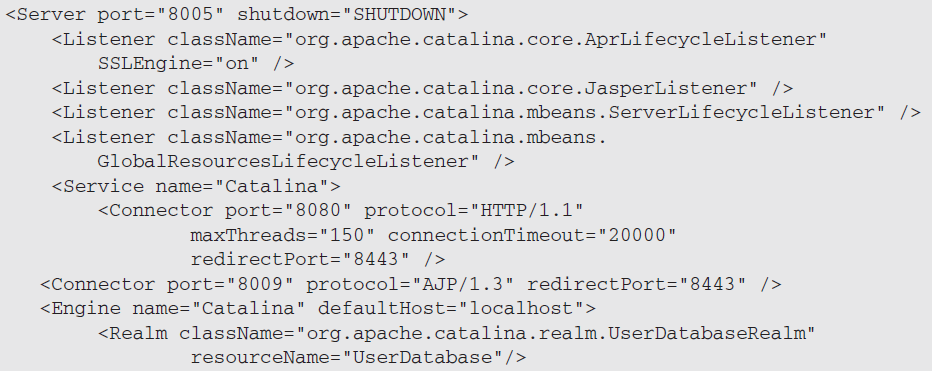 <Server port="8005" shutdown="SHUTDOWN">
<Listener className="org.apache.catalina.core.AprLifecycleListener"
SSLEngine="on" />
<Listener className="org.apache.catalina.core.JasperListener" />
<Listener className="org.apache.catalina.mbeans.ServerLifecycleListener" />
<Listener className="org.apache.catalina.mbeans.
GlobalResourcesLifecycleListener" />
<Service name="Catalina">
<Connector port="8080" protocol="HTTP/1.1"
maxThreads="150" connectionTimeout="20000"
redirectPort="8443" />
<Connector port="8009" protocol="AJP/1.3" redirectPort="8443" />
<Engine name="Catalina" defaultHost="localhost">
<Realm className="org.apache.catalina.realm.UserDatabaseRealm"
resourceName="UserDatabase"/>